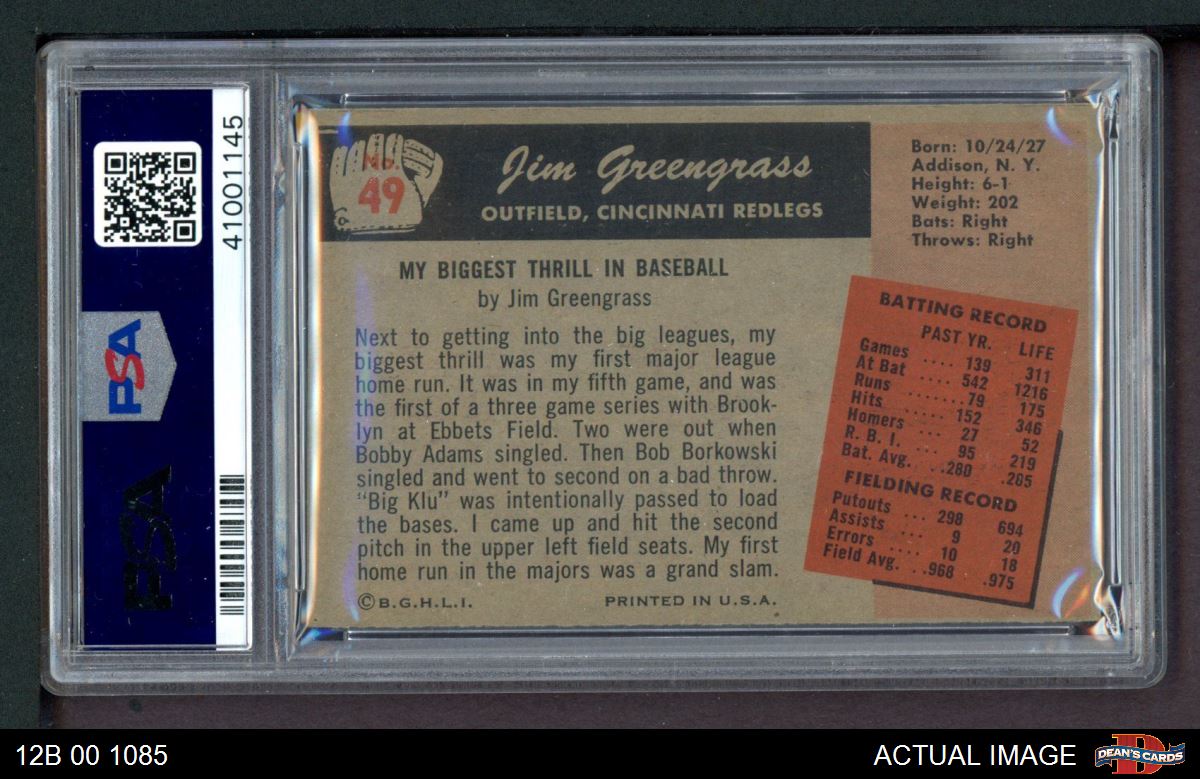 41001145
PSA
PSA
No.
49
Jim Greengrass
OUTFIELD, CINCINNATI REDLEGS
Born: 10/24/27
Addison, N. Y.
Height: 6-1
Weight: 202
Bats: Right
Throws: Right
MY BIGGEST THRILL IN BASEBALL
by Jim Greengrass
Next to getting into the big leagues, my
biggest thrill was my first major league
home run. It was in my fifth game, and was
the first of a three game series with Brook-
lyn at Ebbets Field. Two were out when
Bobby Adams singled. Then Bob Borkowski
singled and went to second on a bad throw.
"Big Klu" was intentionally passed to load
the bases. I came up and hit the second
pitch in the upper left field seats. My first
home run in the majors was a grand slam.
© B.G.H.L.I. PRINTED IN U.S.A.
BATTING RECORD
PAST YR. LIFE
Games .... 139 311
At Bat ..... 542 1216
Runs ...... 79 175
Hits ...... 152 346
Homers ... 27 52
R. B. I. .... 95 219
Bat. Avg. ..280 .285
FIELDING RECORD
Putouts ... 298 694
Assists .... 9 20
Errors .... 10 18
Field Avg. ..968 .975
12B 00 1085
ACTUAL IMAGE
DEAN'S CARDS